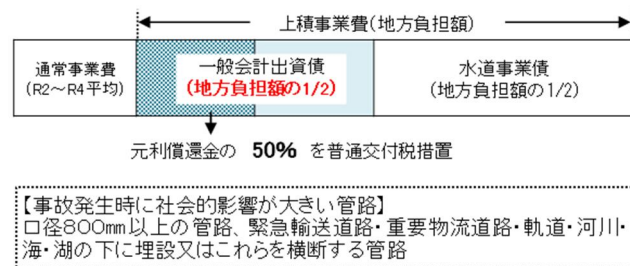 上積事業費(地方負担額)
通常事業費
(R2~R4平均)
一般会計出資債
(地方負担額の1/2)
水道事業債
(地方負担額の1/2)
元利償還金の 50% を普通交付税措置
【事故発生時に社会的影響が大きい管路】
口径800mm以上の管路、緊急輸送道路・重要物流道路・軌道・河川・
海・湖の下に埋設又はこれらを横断する管路